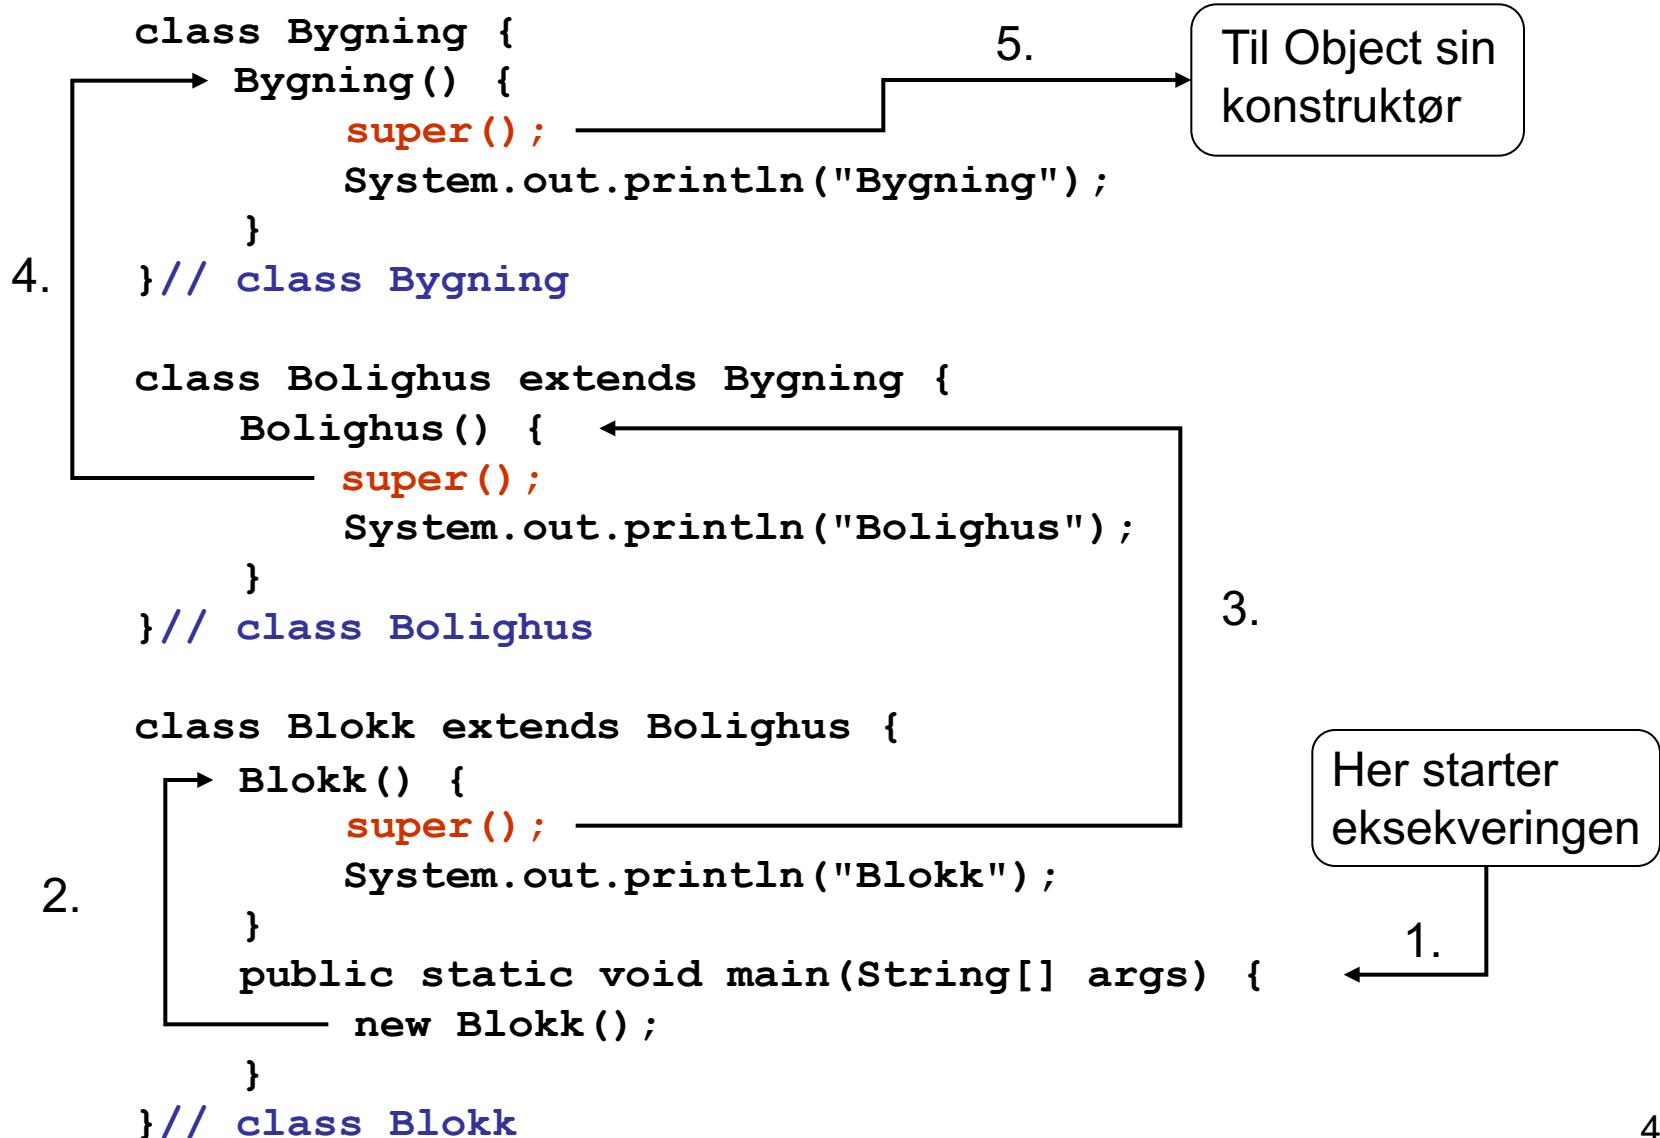 class Bygning {
5.
Til Object sin
konstruktør
Bygning() {
super();
System.out.println("Bygning");
}
4.
}// class Bygning
class Bolighus extends Bygning {
Bolighus() {
super();
System.out.println("Bolighus");
}
3.
}// class Bolighus
class Blokk extends Bolighus {
Her starter
eksekveringen
Blokk() {
super();
System.out.println("Blokk");
2.
}
1.
public static void main(String[] args) {
new Blokk();
}
}// class Blokk
4